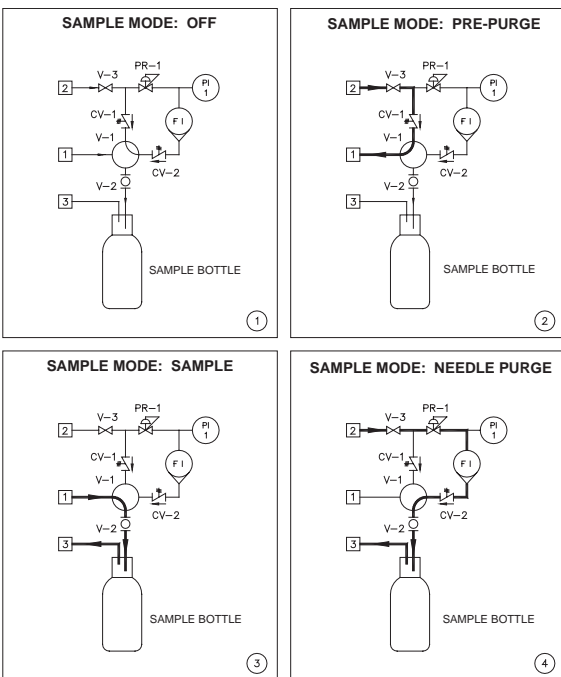 SAMPLE MODE: OFF
PR-1
V-3
2
PI
1
CV-1
FI
V-1
1
CV-2
V-2
3
SAMPLE BOTTLE
1
SAMPLE MODE: PRE-PURGE
PR-1
V-3
2
PI
1
CV-1
FI
V-1
1
CV-2
V-2
3
SAMPLE BOTTLE
2
SAMPLE MODE: SAMPLE
PR-1
V-3
2
PI
1
CV-1
FI
V-1
1
CV-2
V-2
3
SAMPLE BOTTLE
3
SAMPLE MODE: NEEDLE PURGE
PR-1
V-3
2
PI
1
CV-1
FI
V-1
1
CV-2
V-2
3
SAMPLE BOTTLE
4